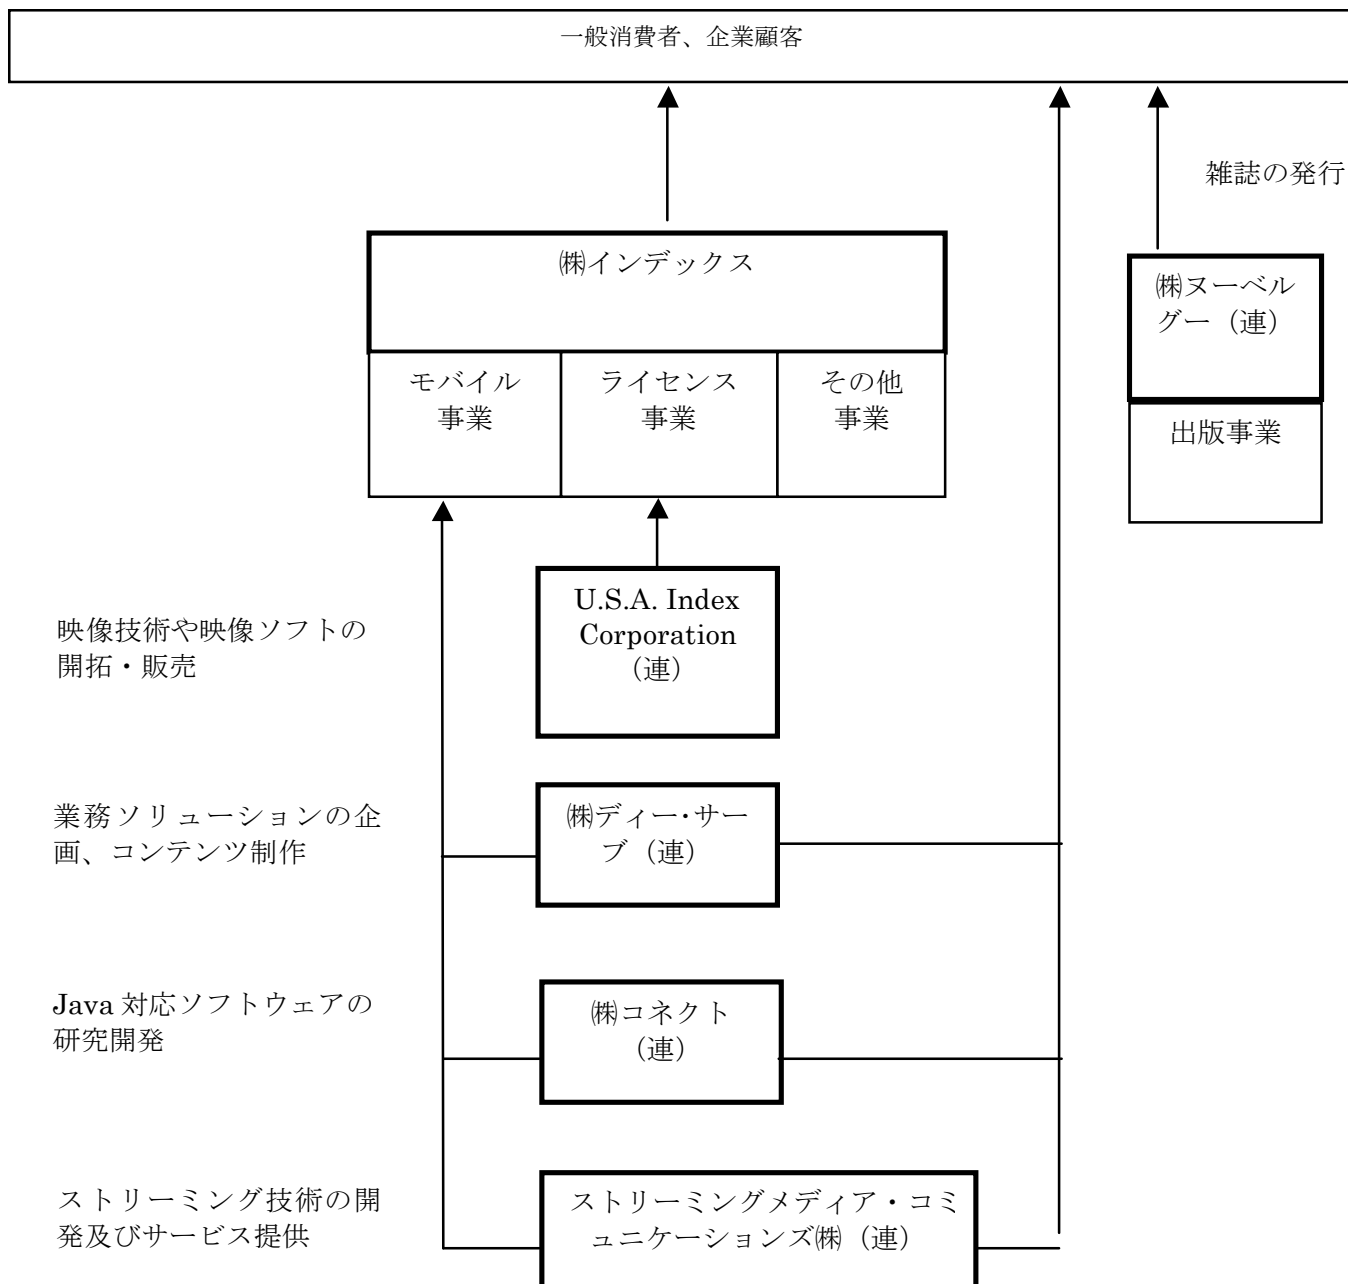 一般消費者、企業顧客
雑誌の発行
㈱インデックス
㈱ヌーベル
グー（連）
モバイル
事業
ライセンス
事業
その他
事業
出版事業
U.S.A. Index
Corporation
（連）
映像技術や映像ソフトの
開拓・販売
㈱ディー･サー
ブ（連）
業務ソリューションの企
画、コンテンツ制作
㈱コネクト
（連）
Java 対応ソフトウェアの
研究開発
ストリーミングメディア・コミ
ュニケーションズ㈱（連）
ストリーミング技術の開
発及びサービス提供